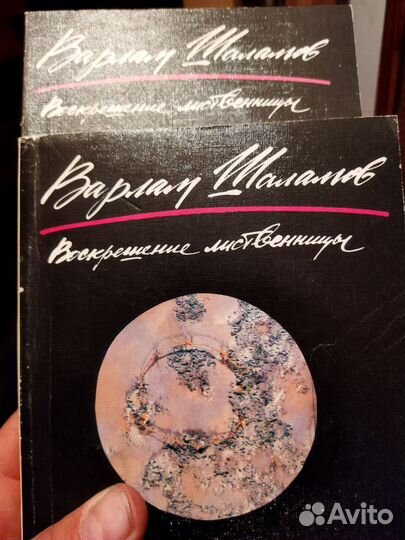 Варлам Шаламов
Воскрешение лиственницы
Варлам Шаламов
Воскрешение лиственницы
Avito